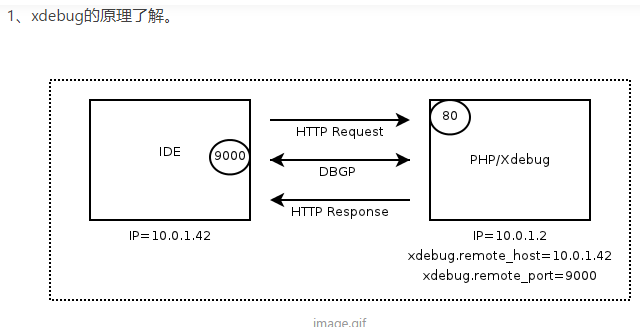 1、xdebug的原理了解。
80
HTTP Request
IDE
9000
PHP/Xdebug
DBGP
HTTP Response
IP=10.0.1.42
IP=10.0.1.2
xdebug.remote_host=10.0.1.42
xdebug.remote_port=9000
image.gif